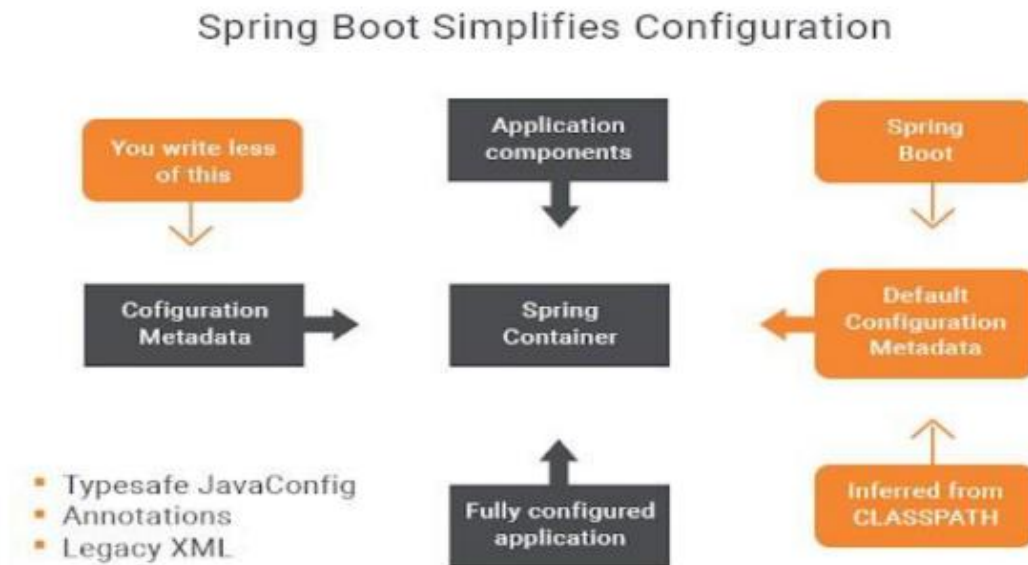 Spring Boot Simplifies Configuration
You write less
of this
Application
components
Spring
Boot
Cofiguration
Metadata
Spring
Container
Default
Configuration
Metadata
Typesafe JavaConfig
Annotations
Legacy XML
Fully configured
application
Inferred from
CLASSPATH